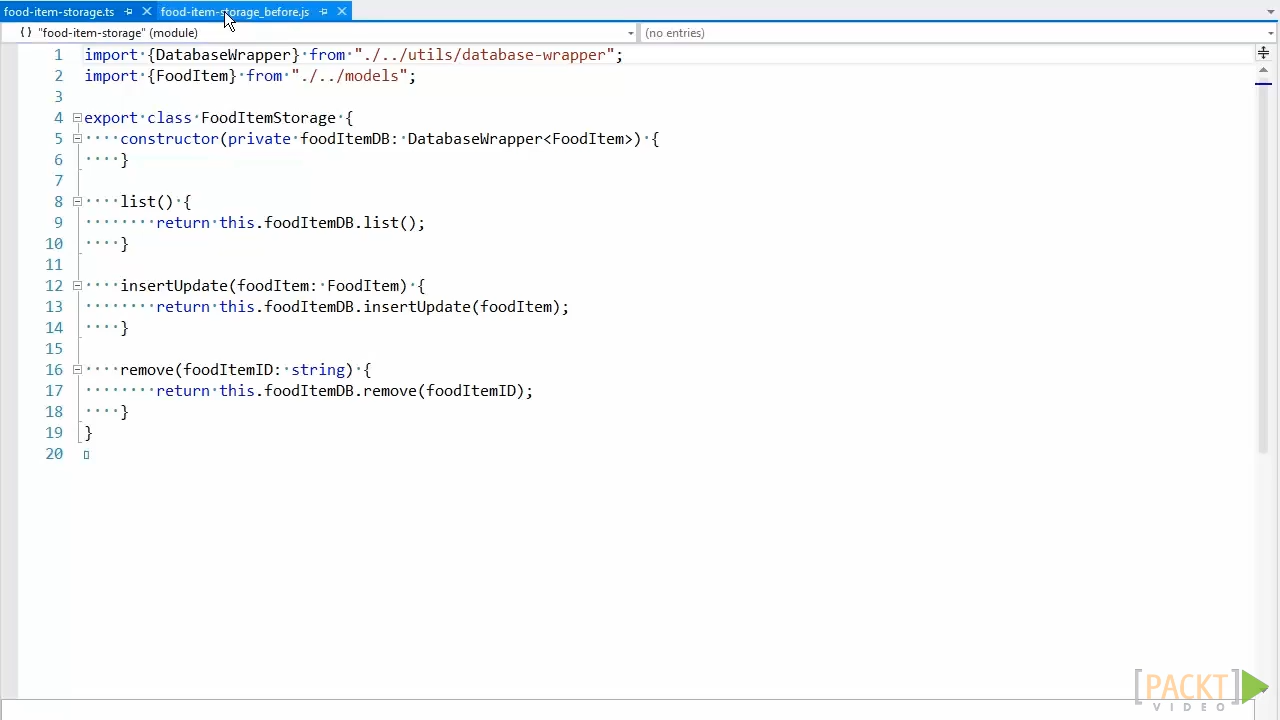 food-item-storage.ts food-item-storage_before.js
{ } "food-item-storage" (module) (no entries)
1 import {DatabaseWrapper} from "./../utils/database-wrapper";
2 import {FoodItem} from "./../models";
3
4 export class FoodItemStorage {
5 constructor(private foodItemDB: DatabaseWrapper<FoodItem>) {
6 }
7
8 list() {
9 return this.foodItemDB.list();
10 }
11
12 insertUpdate(foodItem: FoodItem) {
13 return this.foodItemDB.insertUpdate(foodItem);
14 }
15
16 remove(foodItemID: string) {
17 return this.foodItemDB.remove(foodItemID);
18 }
19 }
20
[PACKT]
VIDEO